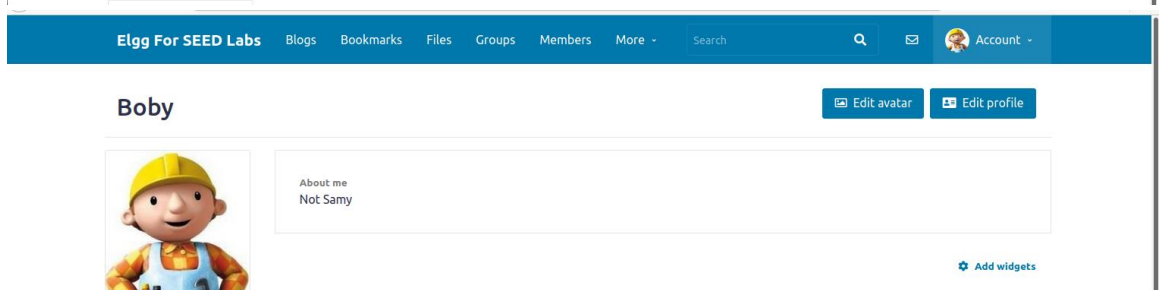 Elgg For SEED Labs Blogs Bookmarks Files Groups Members More Search Account
Boby
Edit avatar Edit profile
About me
Not Samy
Add widgets